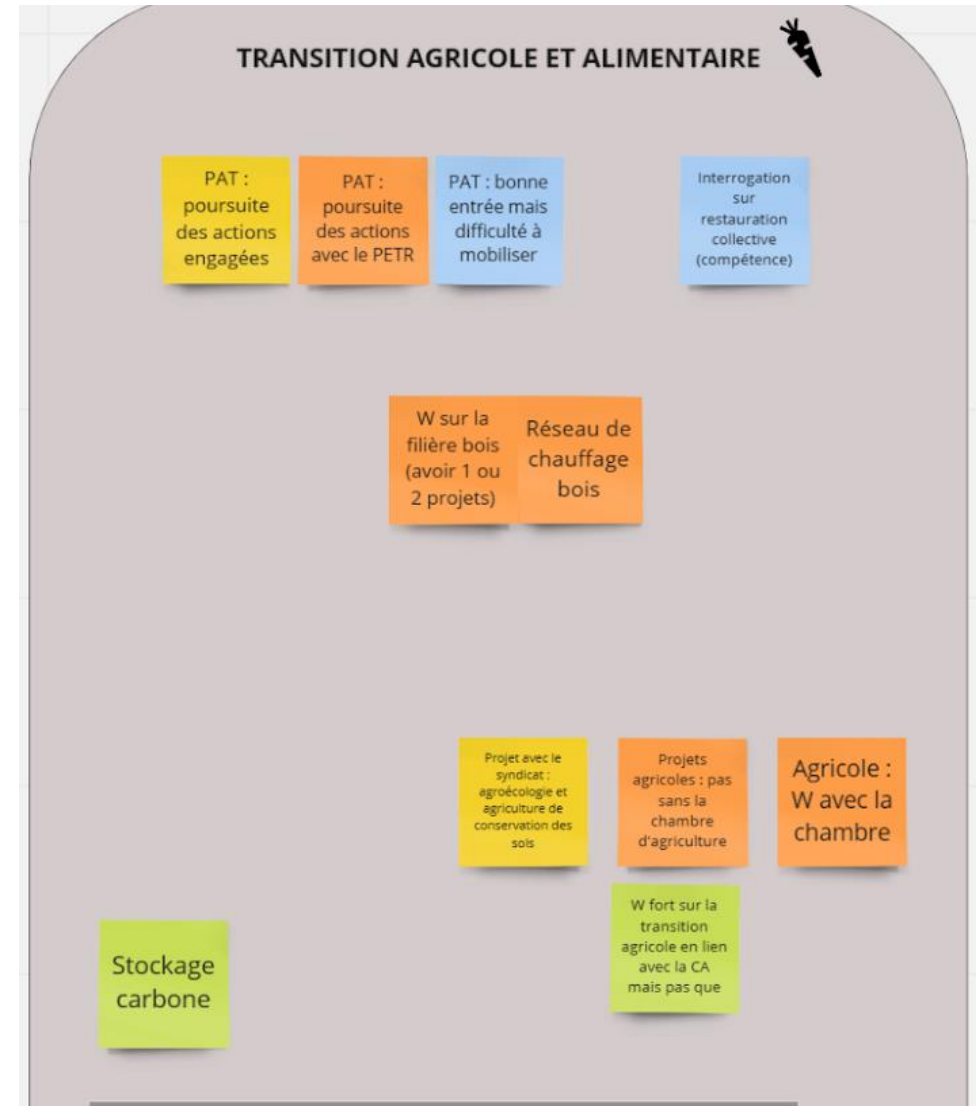 TRANSITION AGRICOLE ET ALIMENTAIRE
PAT :
poursuite
des actions
engagées
PAT :
poursuite
des actions
avec le PETR
PAT : bonne
entrée mais
difficulté à
mobiliser
Interrogation
sur
restauration
collective
(compétence)
W sur la
filière bois
(avoir 1 ou
2 projets)
Réseau de
chauffage
bois
Projet avec le
syndicat :
agroécologie et
agriculture de
conservation des
sols
Projets
agricoles : pas
sans la
chambre
d'agriculture
Agricole :
W avec la
chambre
W fort sur la
transition
agricole en lien
avec la CA
mais pas que
Stockage
carbone